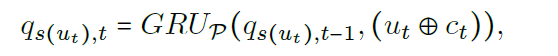 q_{s(u_t),t} = GRU_𝒫(q_{s(u_t),t−1}, (u_t ⊕ c_t)),